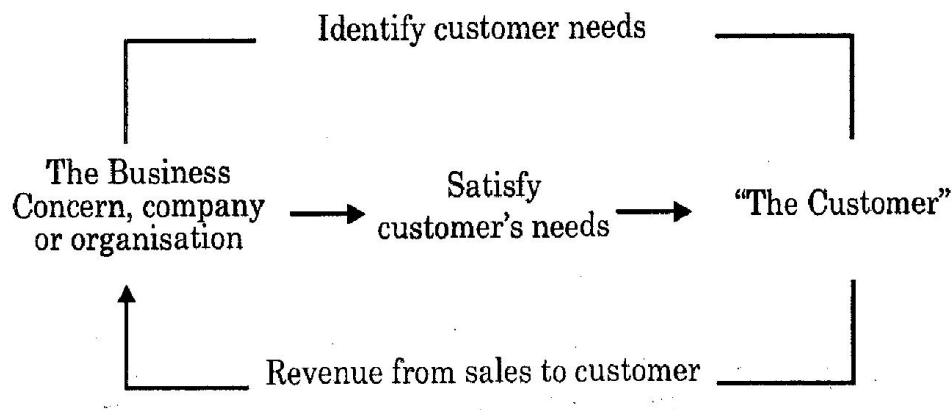 Identify customer needs
The Business
Concern, company
or organisation
Satisfy
customer's needs
“The Customer”
Revenue from sales to customer